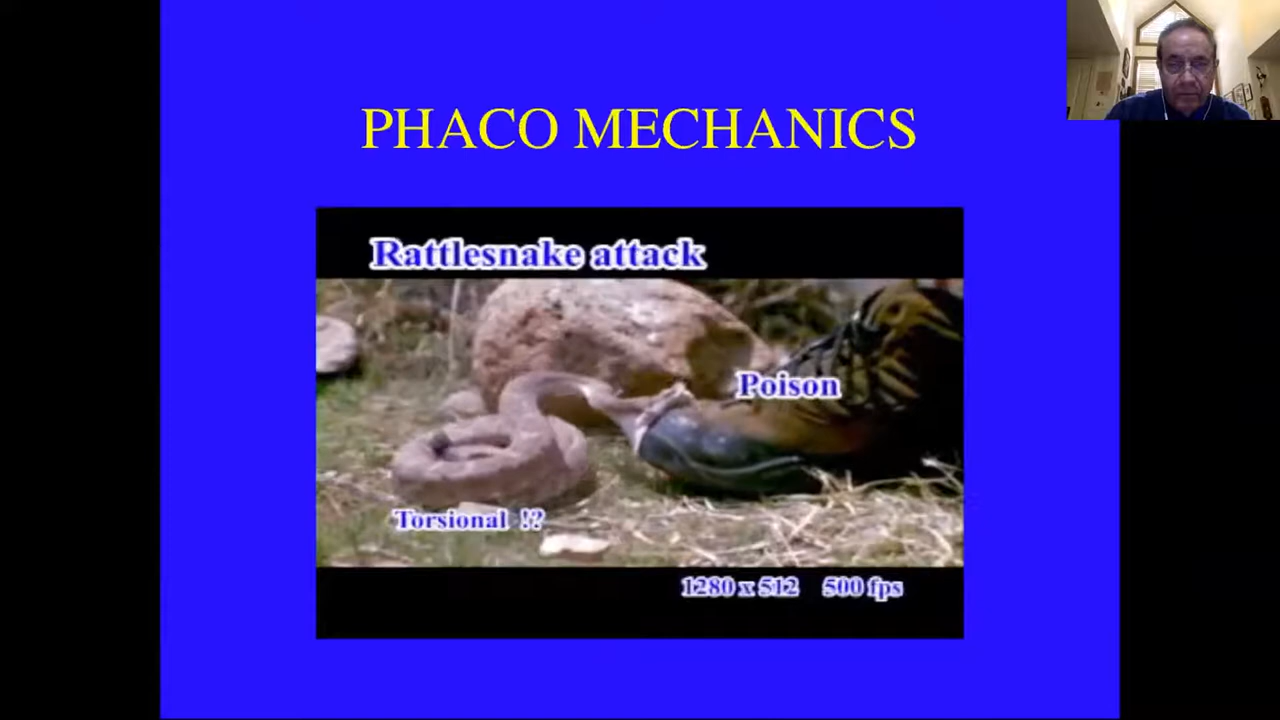 PHACO MECHANICS
Rattlesnake attack
Poison
Torsional !?
1280 x 512 500 fps